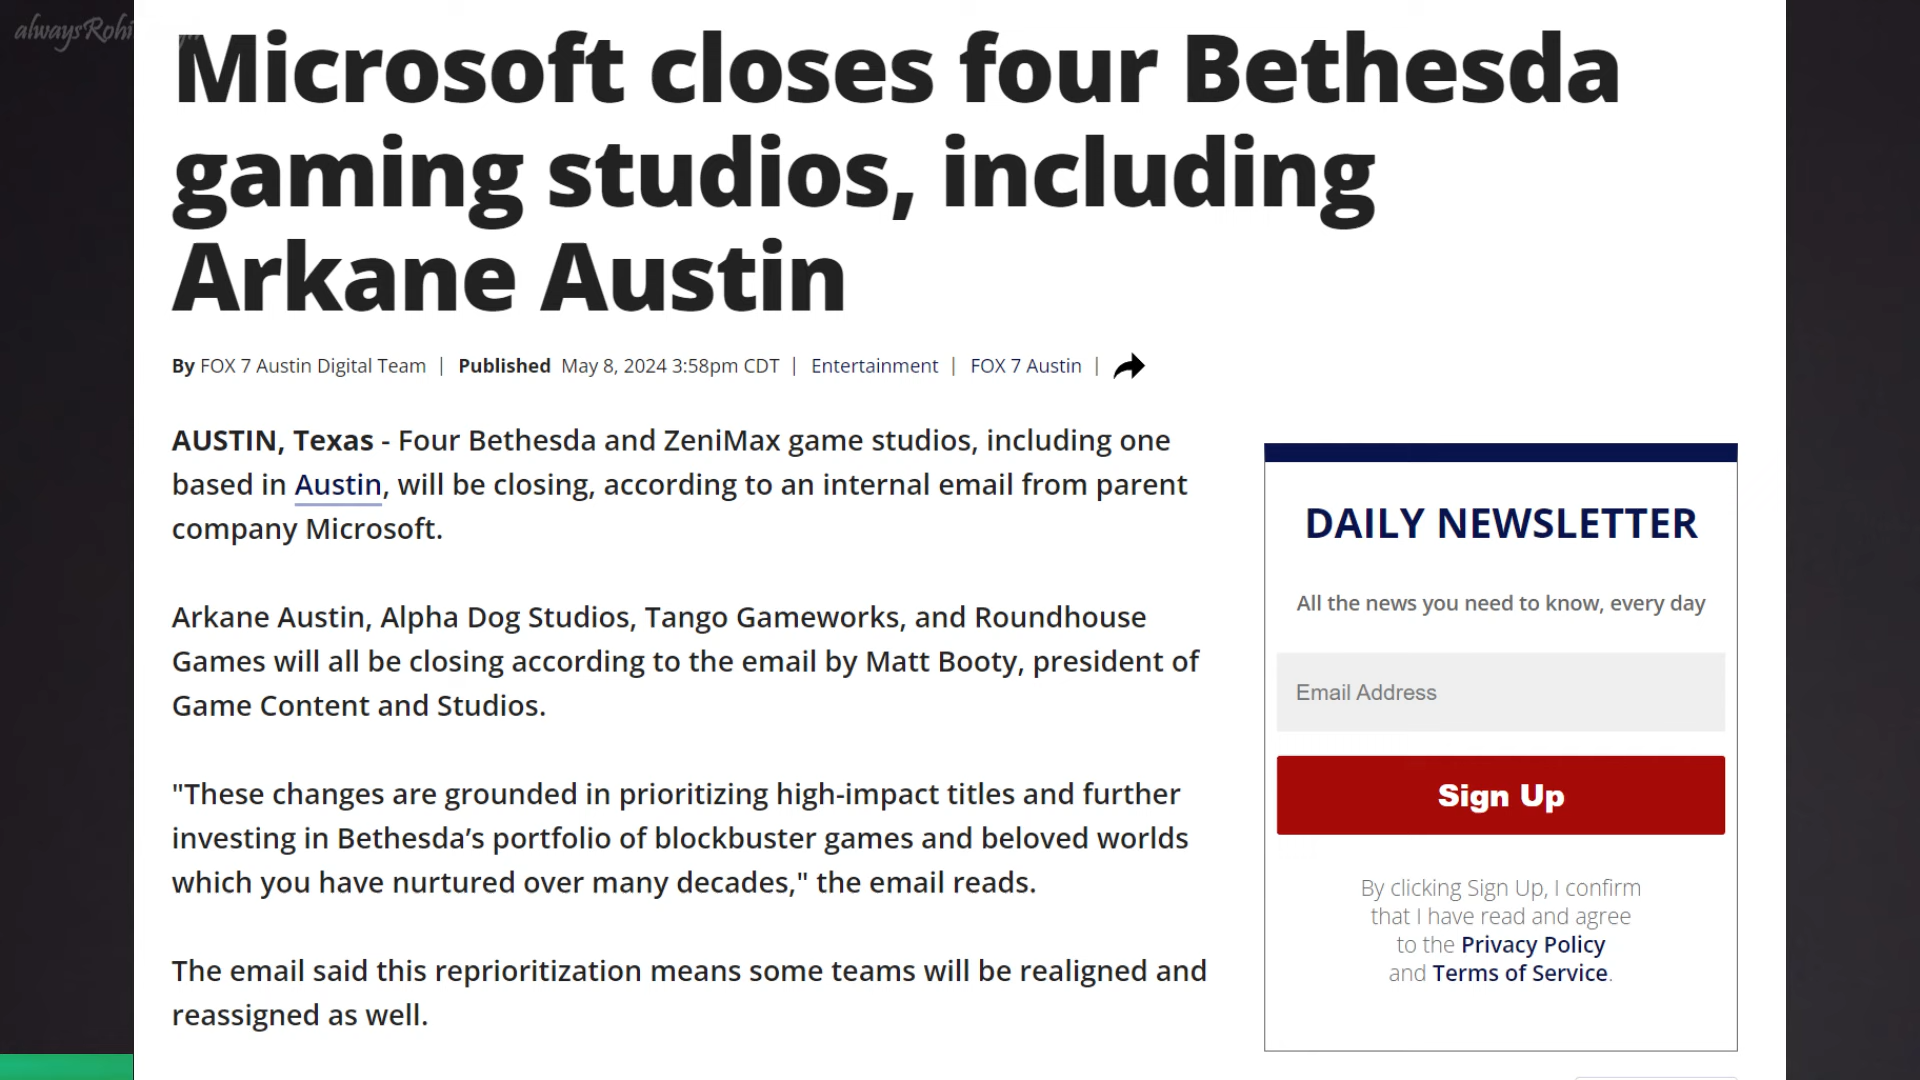 alwaysRohi
Microsoft closes four Bethesda
gaming studios, including
Arkane Austin
By FOX 7 Austin Digital Team | Published May 8, 2024 3:58pm CDT | Entertainment | FOX 7 Austin |
AUSTIN, Texas - Four Bethesda and ZeniMax game studios, including one
based in Austin, will be closing, according to an internal email from parent
company Microsoft.
Arkane Austin, Alpha Dog Studios, Tango Gameworks, and Roundhouse
Games will all be closing according to the email by Matt Booty, president of
Game Content and Studios.
"These changes are grounded in prioritizing high-impact titles and further
investing in Bethesda’s portfolio of blockbuster games and beloved worlds
which you have nurtured over many decades," the email reads.
The email said this reprioritization means some teams will be realigned and
reassigned as well.
DAILY NEWSLETTER
All the news you need to know, every day
Email Address
Sign Up
By clicking Sign Up, I confirm
that I have read and agree
to the Privacy Policy
and Terms of Service.